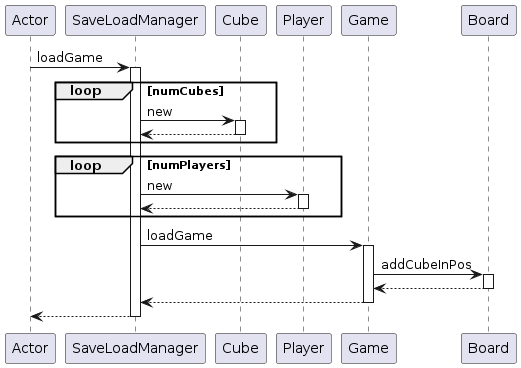 Actor SaveLoadManager Cube Player Game Board
loadGame
loop [numCubes]
new
loop [numPlayers]
new
loadGame
addCubeInPos
Actor SaveLoadManager Cube Player Game Board